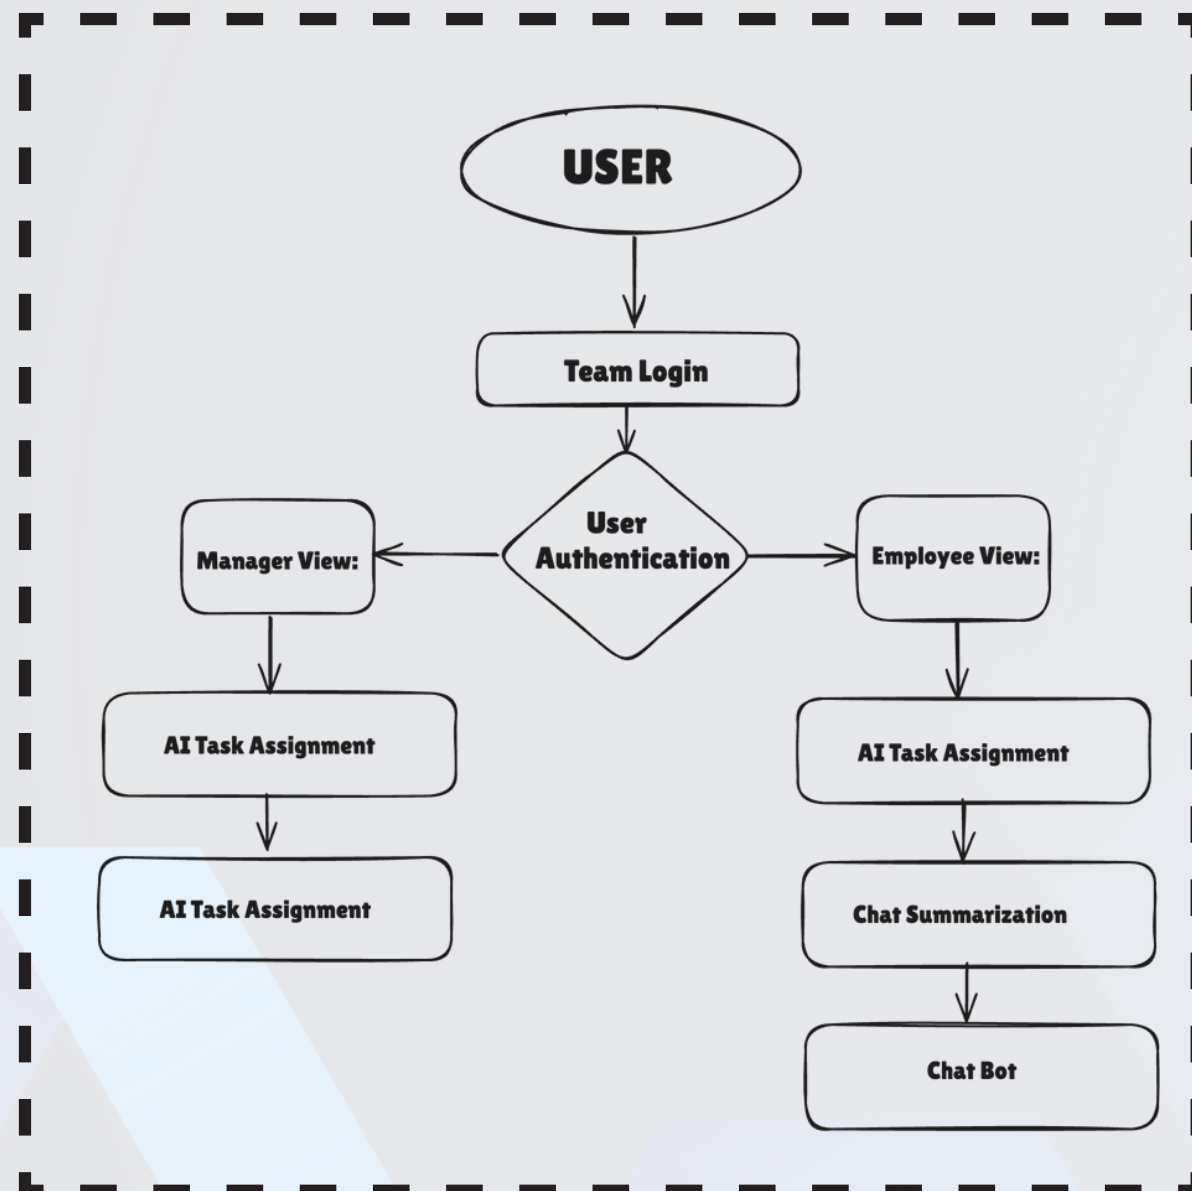 USER
Team Login
User
Authentication
Manager View:
Employee View:
AI Task Assignment
AI Task Assignment
AI Task Assignment
Chat Summarization
Chat Bot